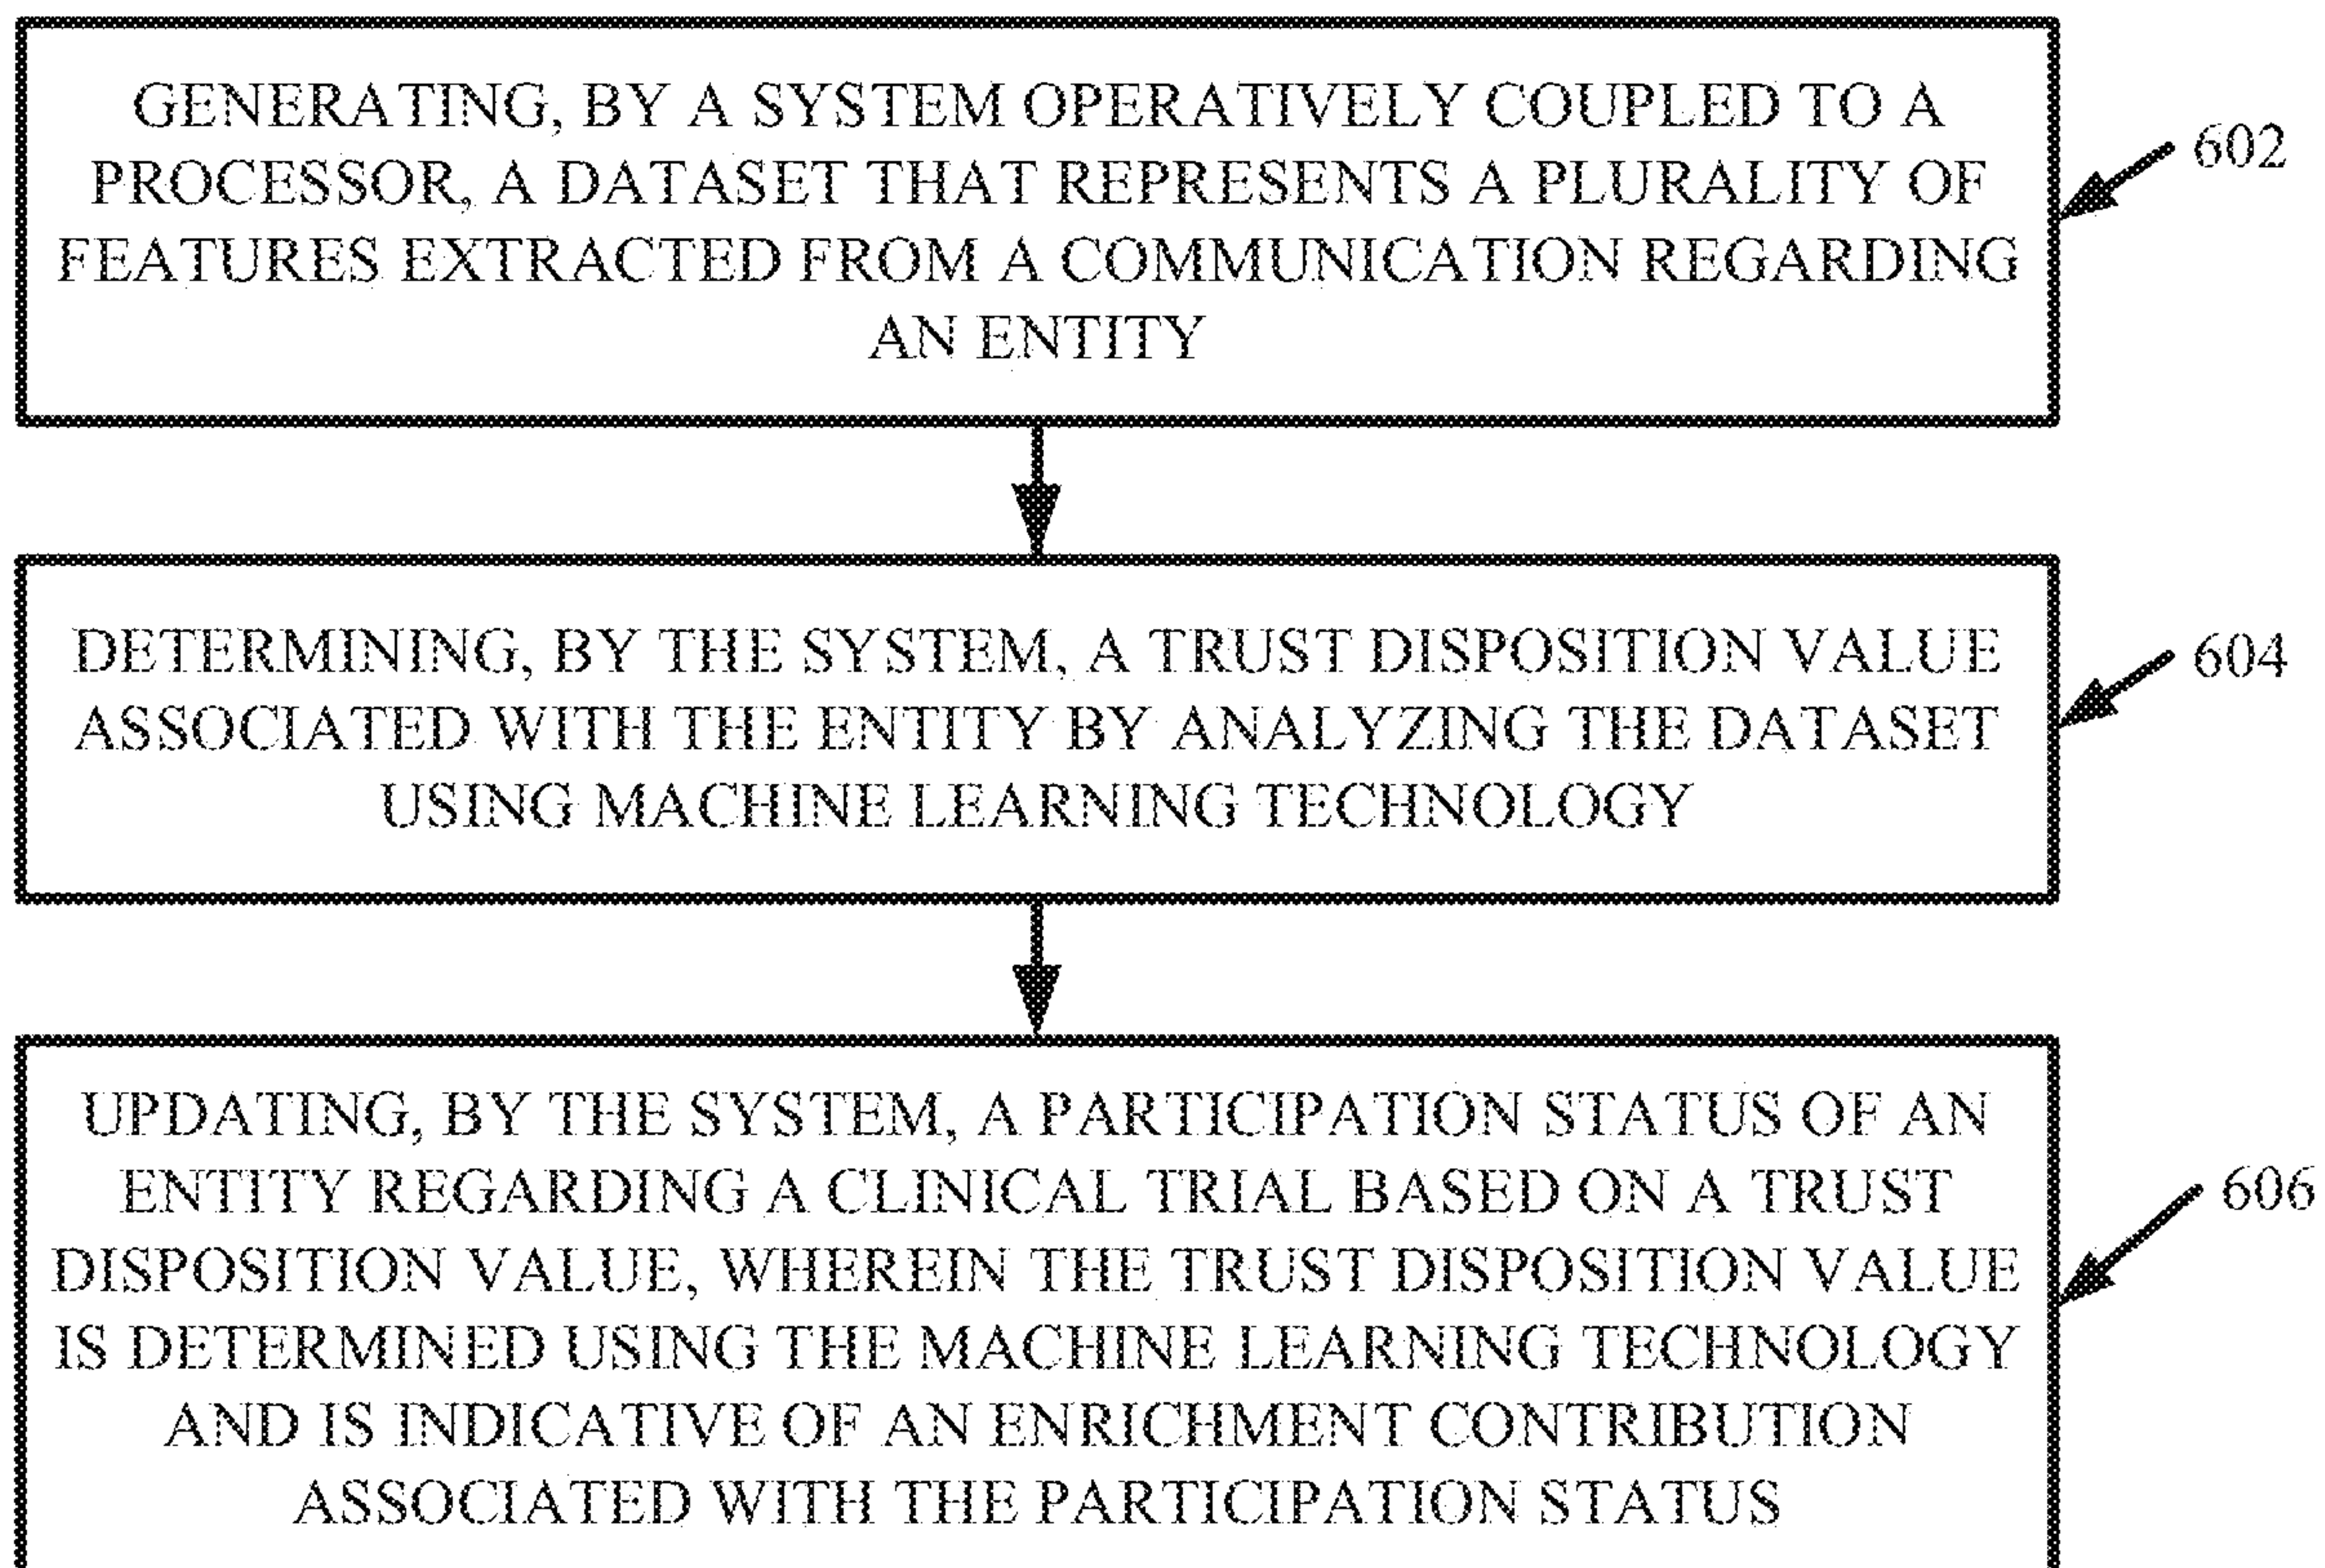 GENERATING, BY A SYSTEM OPERATIVELY COUPLED TO A
PROCESSOR, A DATASET THAT REPRESENTS A PLURALITY OF
FEATURES EXTRACTED FROM A COMMUNICATION REGARDING
AN ENTITY
602
DETERMINING, BY THE SYSTEM, A TRUST DISPOSITION VALUE
ASSOCIATED WITH THE ENTITY BY ANALYZING THE DATASET
USING MACHINE LEARNING TECHNOLOGY
604
UPDATING, BY THE SYSTEM, A PARTICIPATION STATUS OF AN
ENTITY REGARDING A CLINICAL TRIAL BASED ON A TRUST
DISPOSITION VALUE, WHEREIN THE TRUST DISPOSITION VALUE
IS DETERMINED USING THE MACHINE LEARNING TECHNOLOGY
AND IS INDICATIVE OF AN ENRICHMENT CONTRIBUTION
ASSOCIATED WITH THE PARTICIPATION STATUS
606